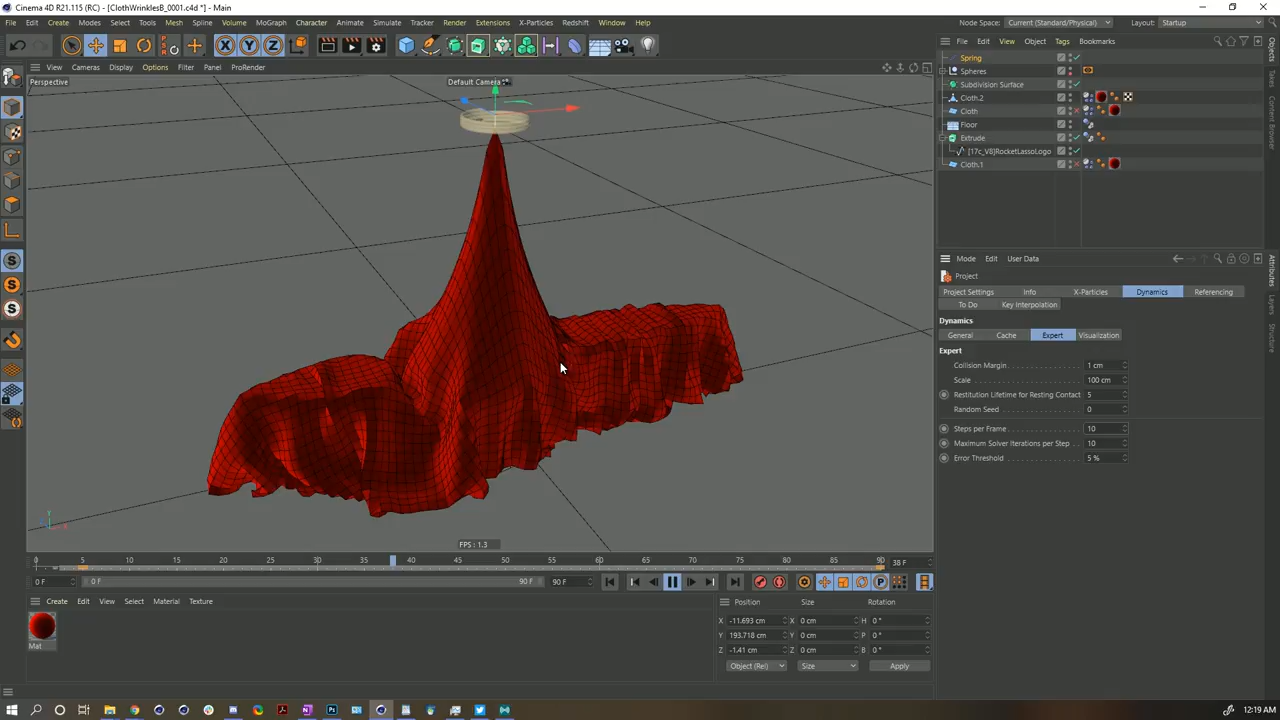 Cinema 4D R21.115 (RC) - [ClothWrinklesB_0001.c4d *] - Main
File Edit Create Modes Select Tools Mesh Spline Volume MoGraph Character Animate Simulate Tracker Render Extensions X-Particles Redshift Window Help Node Space: Current (Standard/Physical) Layout: Startup
View Cameras Display Options Filter Panel ProRender
File Edit View Object Tags Bookmarks
Perspective
Default Camera
Spring
Spheres
Subdivision Surface
Cloth.2
Cloth
Floor
Extrude
[17c_V8]RocketLassoLogo
Cloth.1
Objects
Takes
Content Browser
Mode Edit User Data
Project
Project Settings Info X-Particles Dynamics Referencing
To Do Key Interpolation
Dynamics
General Cache Expert Visualization
Expert
Collision Margin 1 cm
Scale 100 cm
Restitution Lifetime for Resting Contact 5
Random Seed 0
Steps per Frame 10
Maximum Solver Iterations per Step 10
Error Threshold 5 %
Attributes
Layers
Structure
Y
X
FPS : 1.3
0 5 10 15 20 25 30 35 40 45 50 55 60 65 70 75 80 85 90 38 F
0 F 0 F 90 F 90 F
Create Edit View Select Material Texture
Mat
Position Size Rotation
X -11.693 cm X 0 cm H 0 °
Y 193.718 cm Y 0 cm P 0 °
Z -1.41 cm Z 0 cm B 0 °
Object (Rel) Size Apply
12:19 AM